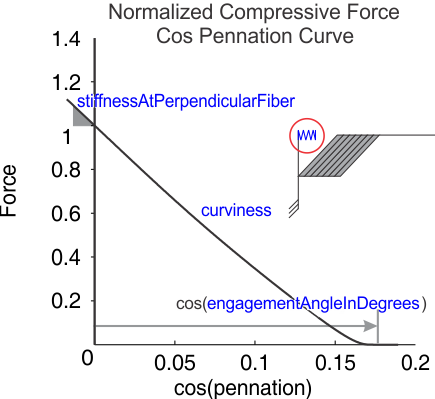 Normalized Compressive Force
Cos Pennation Curve
1.4
1.2
stiffnessAtPerpendicularFiber
1
0.8
Force
0.6
curviness
0.4
0.2
cos(engagementAngleInDegrees)
0
0.05
0.1
0.15
0.2
cos(pennation)